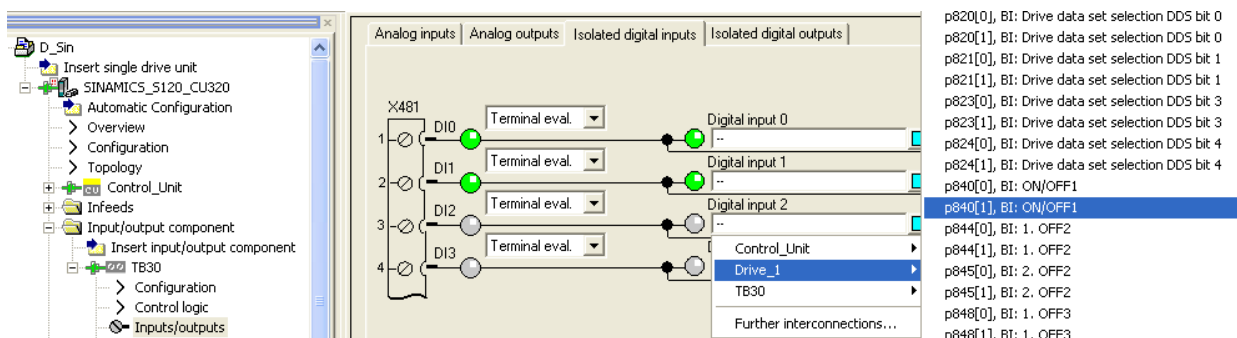 D_Sin
Insert single drive unit
SINAMICS_S120_CU320
Automatic Configuration
Overview
Configuration
Topology
CU Control_Unit
Infeeds
Input/output component
Insert input/output component
TB30
Configuration
Control logic
Inputs/outputs
Analog inputs Analog outputs Isolated digital inputs Isolated digital outputs
X481
1 DI0 Terminal eval. Digital input 0
--
2 DI1 Terminal eval. Digital input 1
--
3 DI2 Terminal eval. Digital input 2
--
4 DI3 Terminal eval.
Control_Unit
Drive_1
TB30
Further interconnections...
p820[0], BI: Drive data set selection DDS bit 0
p820[1], BI: Drive data set selection DDS bit 0
p821[0], BI: Drive data set selection DDS bit 1
p821[1], BI: Drive data set selection DDS bit 1
p823[0], BI: Drive data set selection DDS bit 3
p823[1], BI: Drive data set selection DDS bit 3
p824[0], BI: Drive data set selection DDS bit 4
p824[1], BI: Drive data set selection DDS bit 4
p840[0], BI: ON/OFF1
p840[1], BI: ON/OFF1
p844[0], BI: 1. OFF2
p844[1], BI: 1. OFF2
p845[0], BI: 2. OFF2
p845[1], BI: 2. OFF2
p848[0], BI: 1. OFF3
p848[1], BI: 1. OFF3